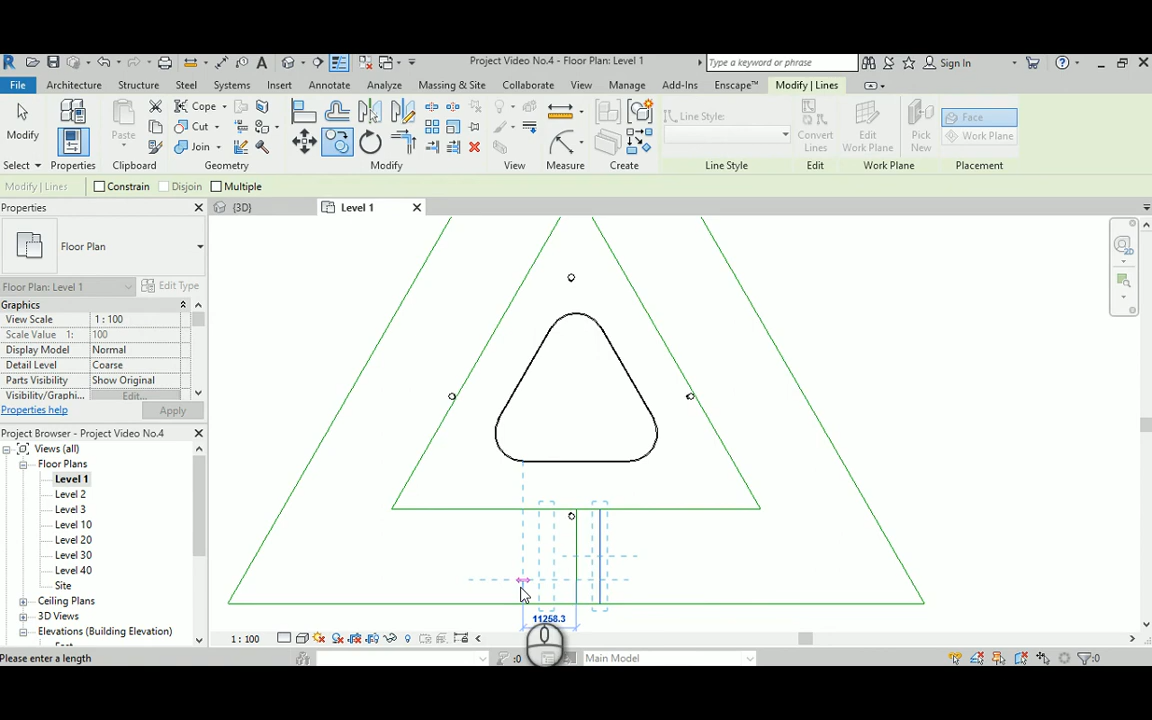 Project Video No.4 - Floor Plan: Level 1
Type a keyword or phrase
Sign In
File Architecture Structure Steel Systems Insert Annotate Analyze Massing & Site Collaborate View Manage Add-Ins Enscape™ Modify | Lines
Modify
Paste
Cope
Cut
Join
Line Style:
Convert Lines
Edit Work Plane
Pick New
Face
Work Plane
Select Properties Clipboard Geometry Modify View Measure Create Line Style Edit Work Plane Placement
Modify | Lines
Constrain Disjoin Multiple
Properties
{3D}
Level 1
Floor Plan
Floor Plan: Level 1
Edit Type
Graphics
View Scale 1 : 100
Scale Value 1: 100
Display Model Normal
Detail Level Coarse
Parts Visibility Show Original
Visibility/Graphi... Edit...
Properties help
Apply
Project Browser - Project Video No.4
Views (all)
Floor Plans
Level 1
Level 2
Level 3
Level 10
Level 20
Level 30
Level 40
Site
Ceiling Plans
3D Views
Elevations (Building Elevation)
11258.3
2D
1 : 100
Please enter a length
:0
Main Model
:0